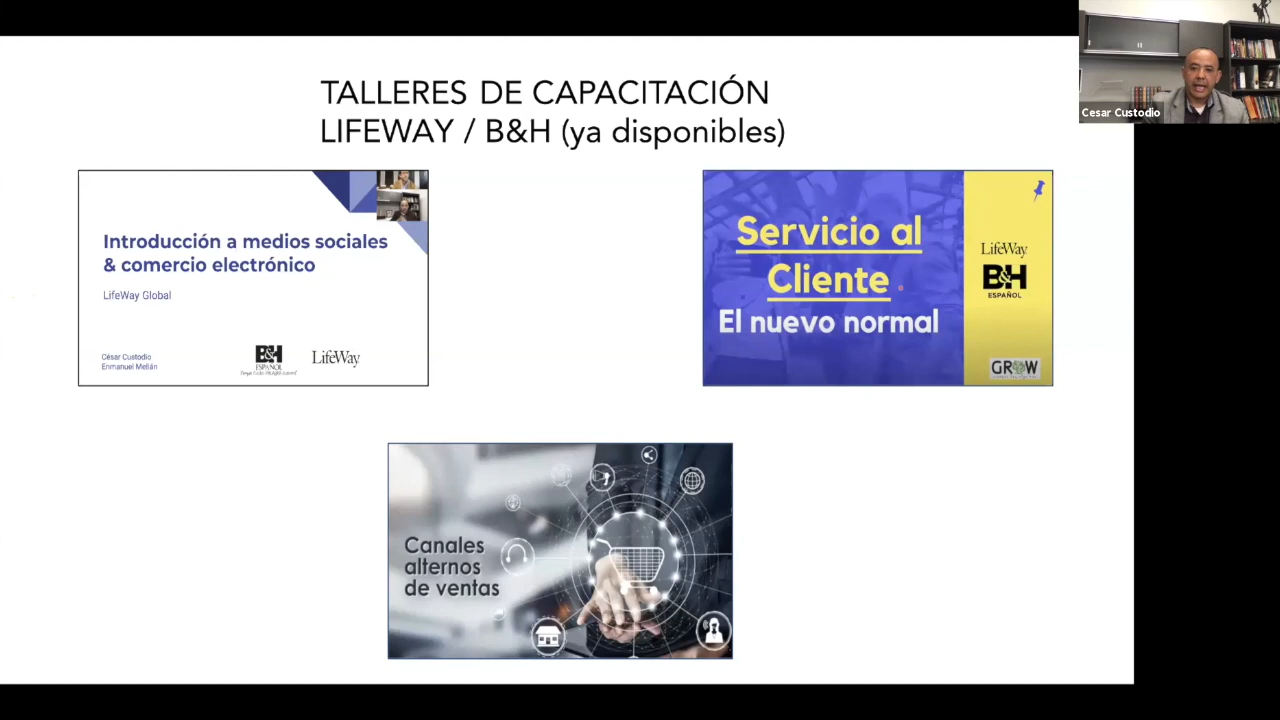 TALLERES DE CAPACITACIÓN
LIFEWAY / B&H (ya disponibles)
Cesar Custodio
Introducción a medios sociales
& comercio electrónico
LifeWay Global
César Custodio
Enmanuel Melián
B&H
ESPAÑOL
LifeWay
Servicio al
Cliente
El nuevo normal
LifeWay
B&H
ESPAÑOL
GROW
Canales
alternos
de ventas